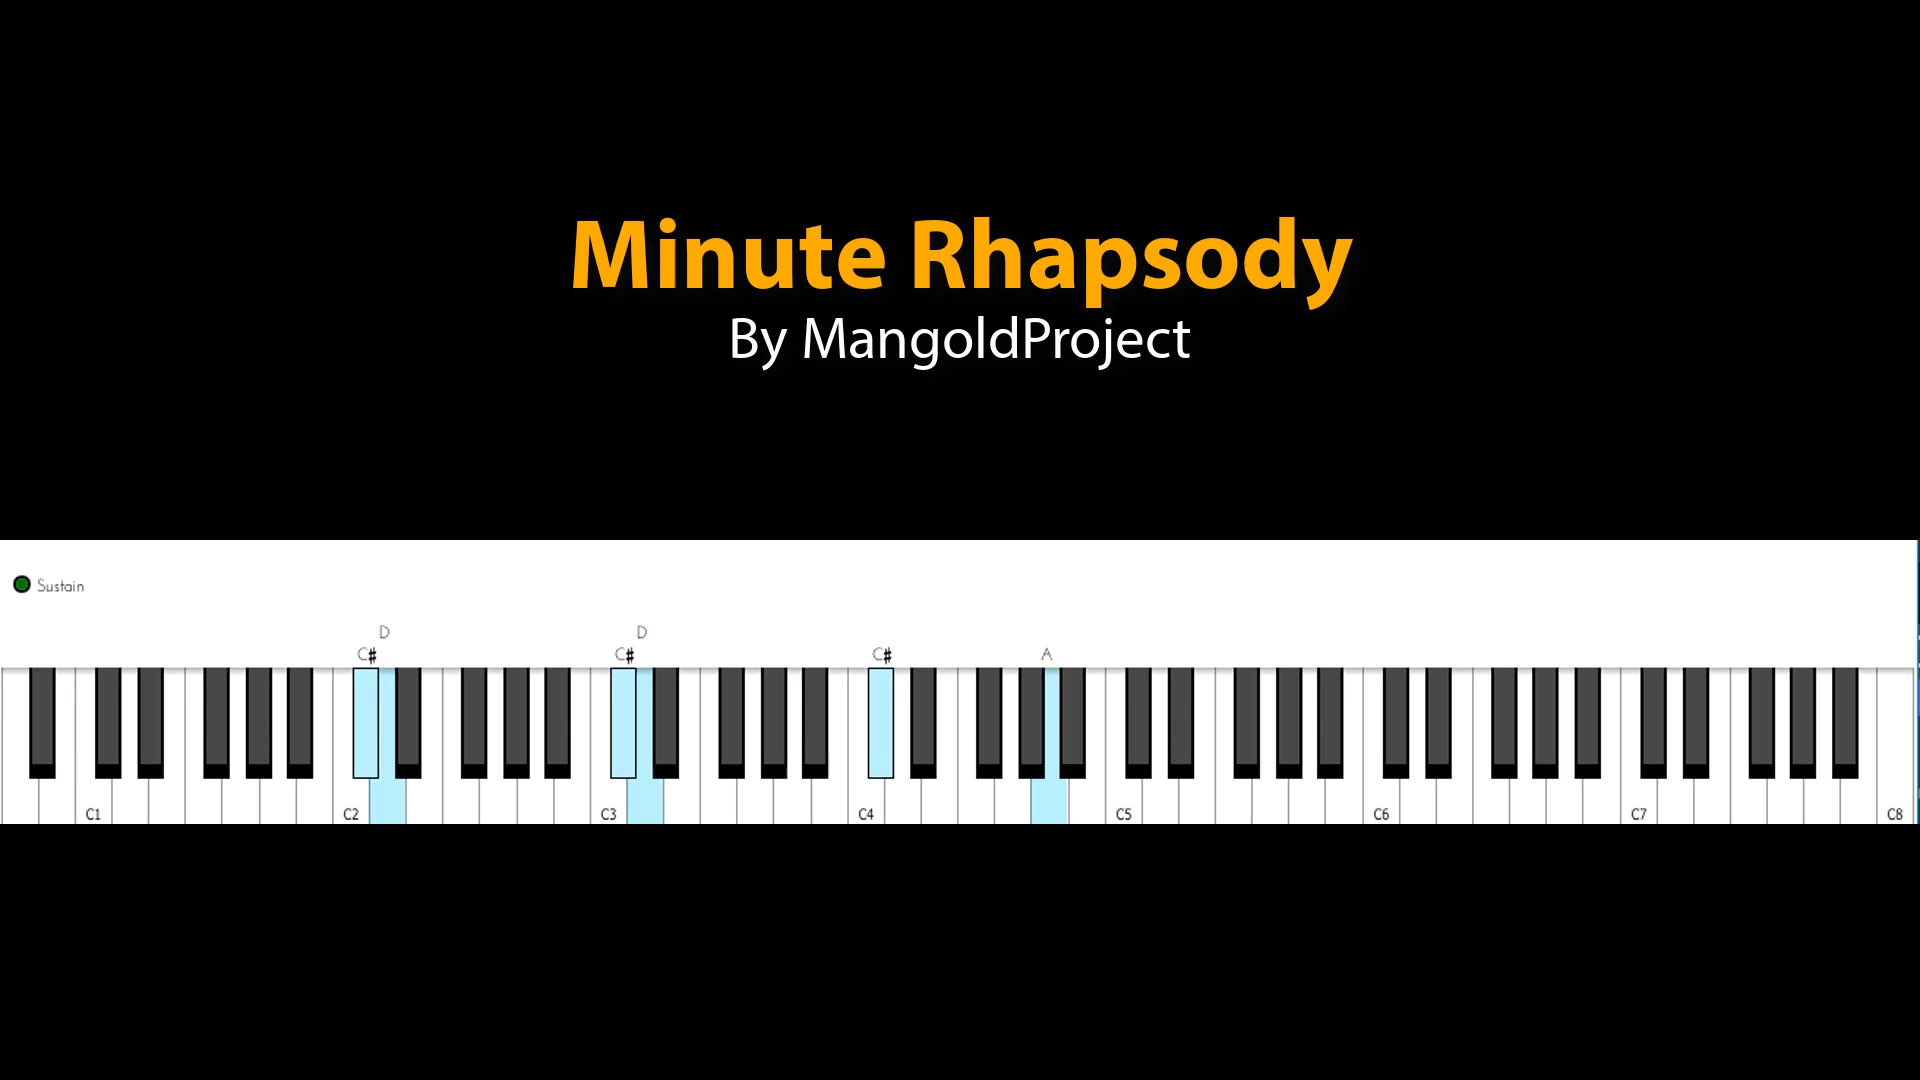 Minute Rhapsody
By MangoldProject
Sustain
D D
C# C# C# A
C1 C2 C3 C4 C5 C6 C7 C8